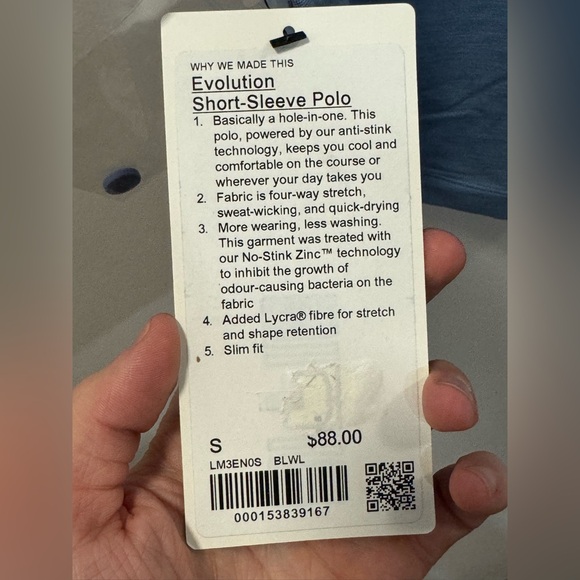 WHY WE MADE THIS
Evolution
Short-Sleeve Polo
1. Basically a hole-in-one. This
polo, powered by our anti-stink
technology, keeps you cool and
comfortable on the course or
wherever your day takes you
2. Fabric is four-way stretch,
sweat-wicking, and quick-drying
3. More wearing, less washing.
This garment was treated with
our No-Stink Zinc™ technology
to inhibit the growth of
odour-causing bacteria on the
fabric
4. Added Lycra® fibre for stretch
and shape retention
5. Slim fit
S $88.00
LM3EN0S BLWL
000153839167